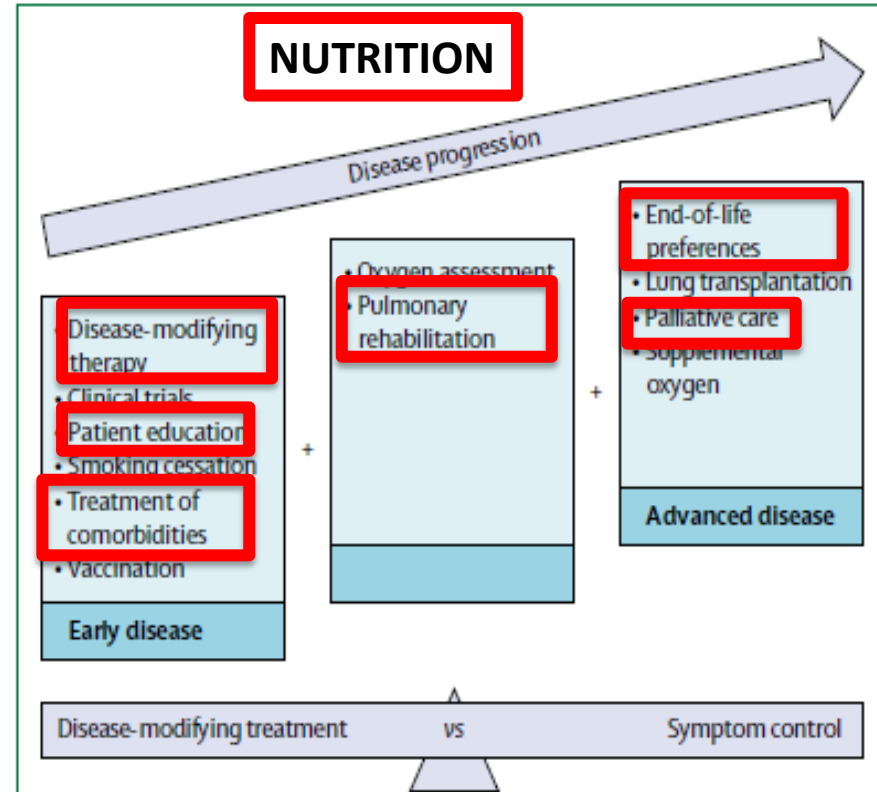 NUTRITION
Disease progression
• Disease-modifying
therapy
• Clinical trials
• Patient education
• Smoking cessation
• Treatment of
comorbidities
• Vaccination
Early disease
+
• Oxygen assessment
• Pulmonary
rehabilitation
+
• End-of-life
preferences
• Lung transplantation
• Palliative care
• Supplemental
oxygen
Advanced disease
Disease-modifying treatment vs Symptom control